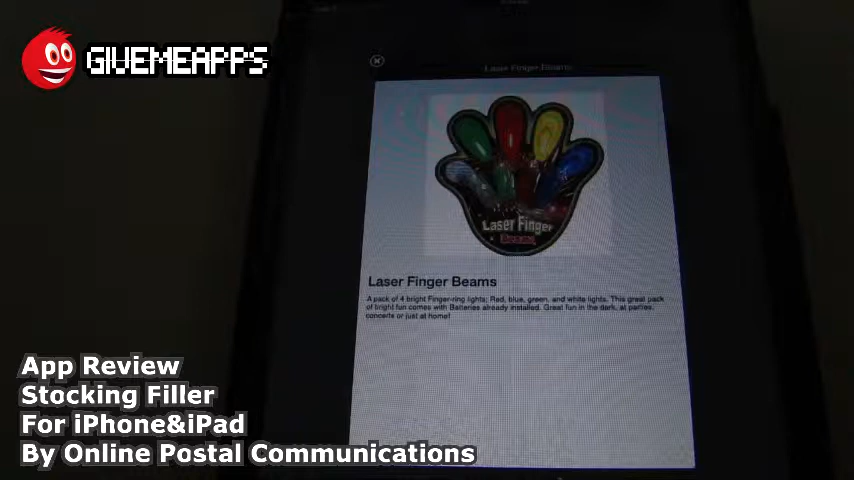 GIVEMEAPPS
Laser Finger Beams
Laser Finger
Beams
Laser Finger Beams
A pack of 4 bright Finger-ring lights; Red, blue, green, and white lights. This great pack
of bright fun comes with Batteries already installed. Great fun in the dark, at parties,
concerts or just at home!
App Review
Stocking Filler
For iPhone&iPad
By Online Postal Communications